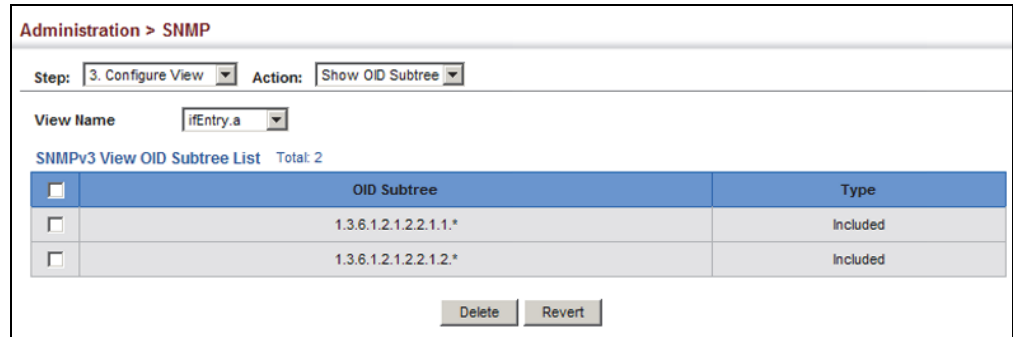 Administration > SNMP
Step: 3. Configure View Action: Show OID Subtree
View Name ifEntry.a
SNMPv3 View OID Subtree List Total: 2
OID Subtree Type
1.3.6.1.2.1.2.2.1.1.* Included
1.3.6.1.2.1.2.2.1.2.* Included
Delete Revert